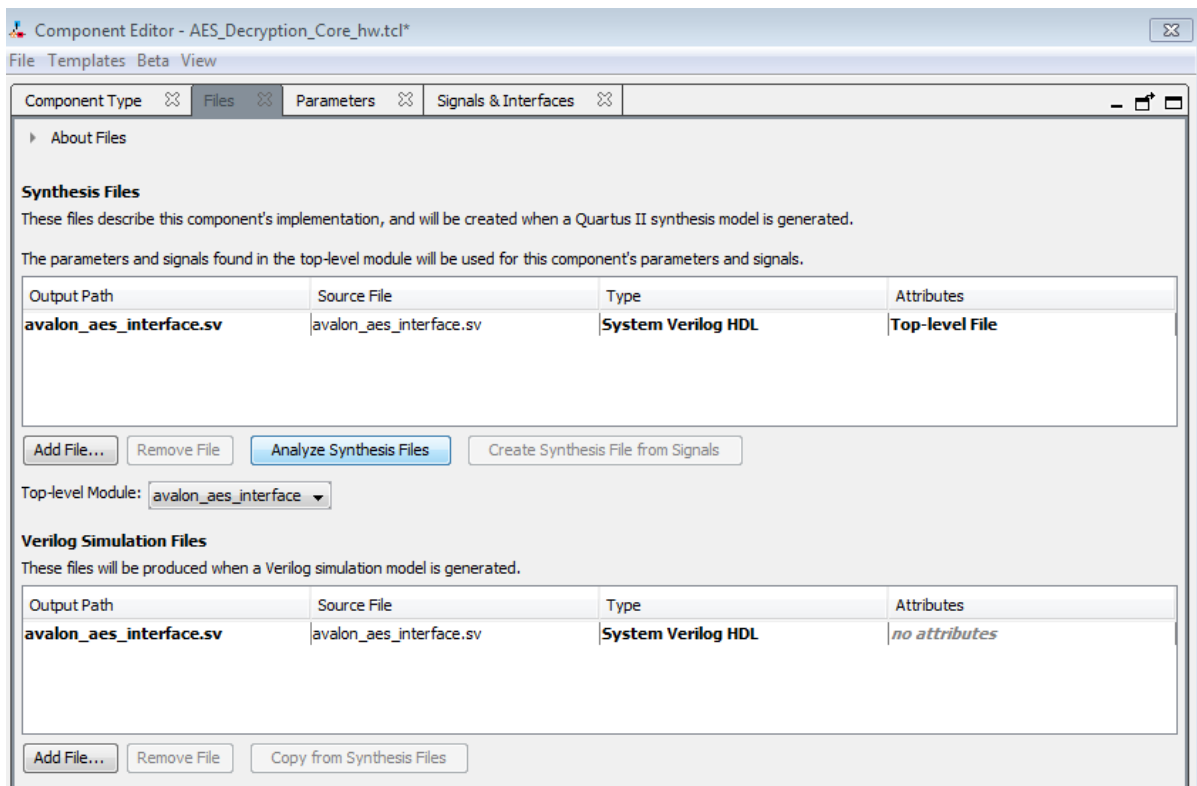 Component Editor - AES_Decryption_Core_hw.tcl*
File Templates Beta View
Component Type Files Parameters Signals & Interfaces
About Files
Synthesis Files
These files describe this component's implementation, and will be created when a Quartus II synthesis model is generated.
The parameters and signals found in the top-level module will be used for this component's parameters and signals.
Output Path Source File Type Attributes
avalon_aes_interface.sv avalon_aes_interface.sv System Verilog HDL Top-level File
Add File... Remove File Analyze Synthesis Files Create Synthesis File from Signals
Top-level Module: avalon_aes_interface
Verilog Simulation Files
These files will be produced when a Verilog simulation model is generated.
Output Path Source File Type Attributes
avalon_aes_interface.sv avalon_aes_interface.sv System Verilog HDL no attributes
Add File... Remove File Copy from Synthesis Files